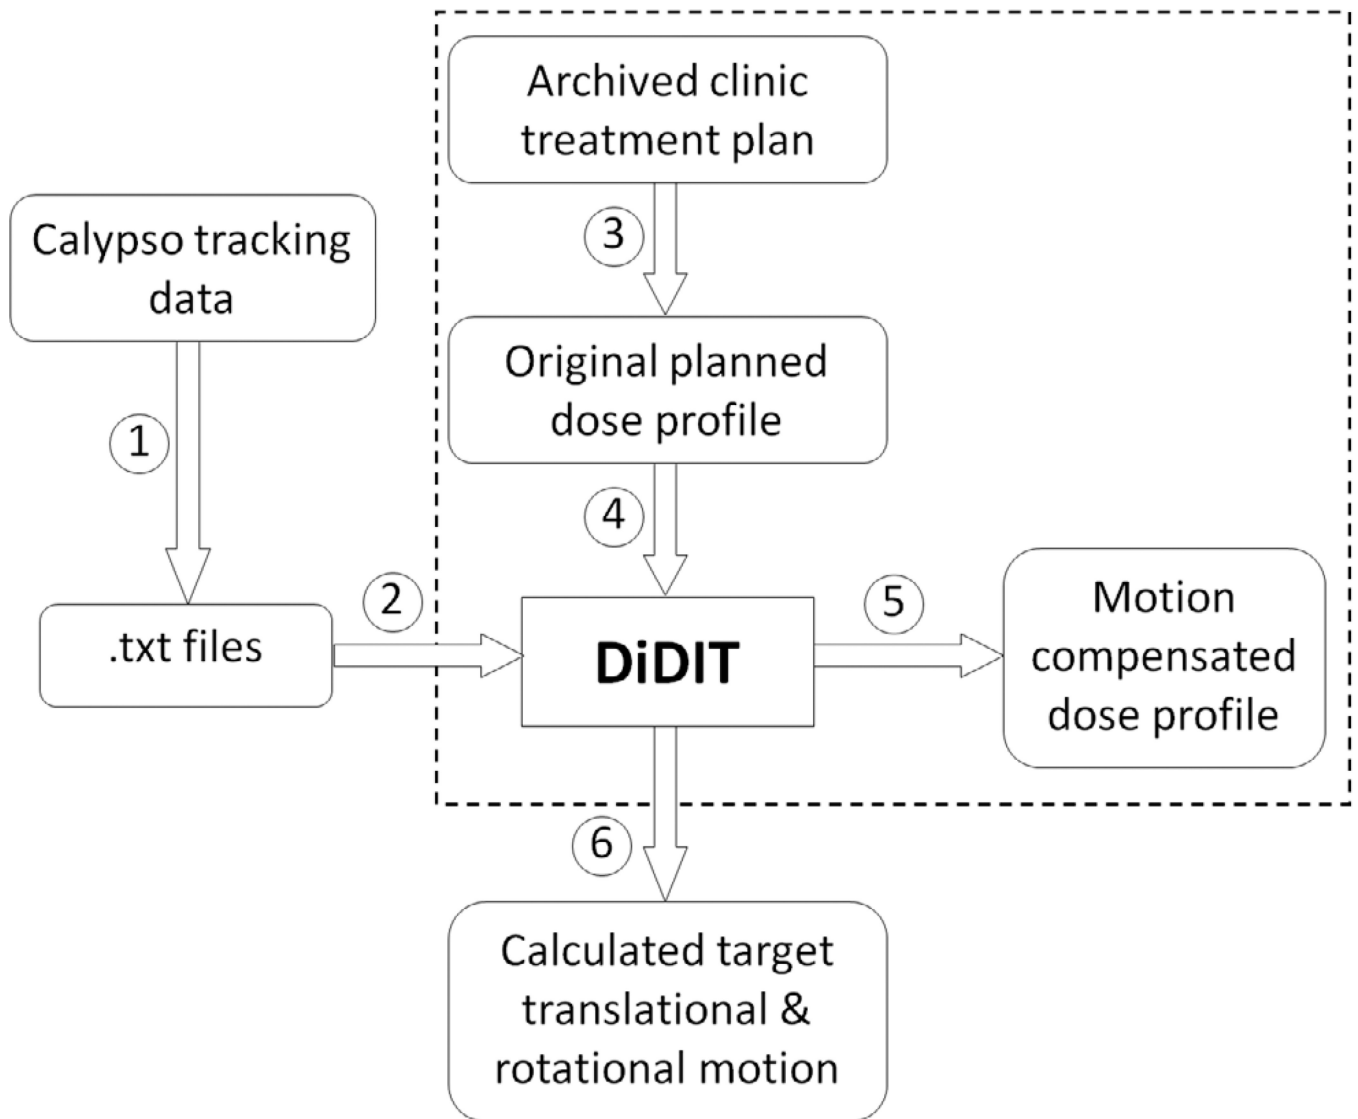 Archived clinic
treatment plan
3
Calypso tracking
data
Original planned
dose profile
1
4
.txt files
2
DiDIT
5
Motion
compensated
dose profile
6
Calculated target
translational &
rotational motion